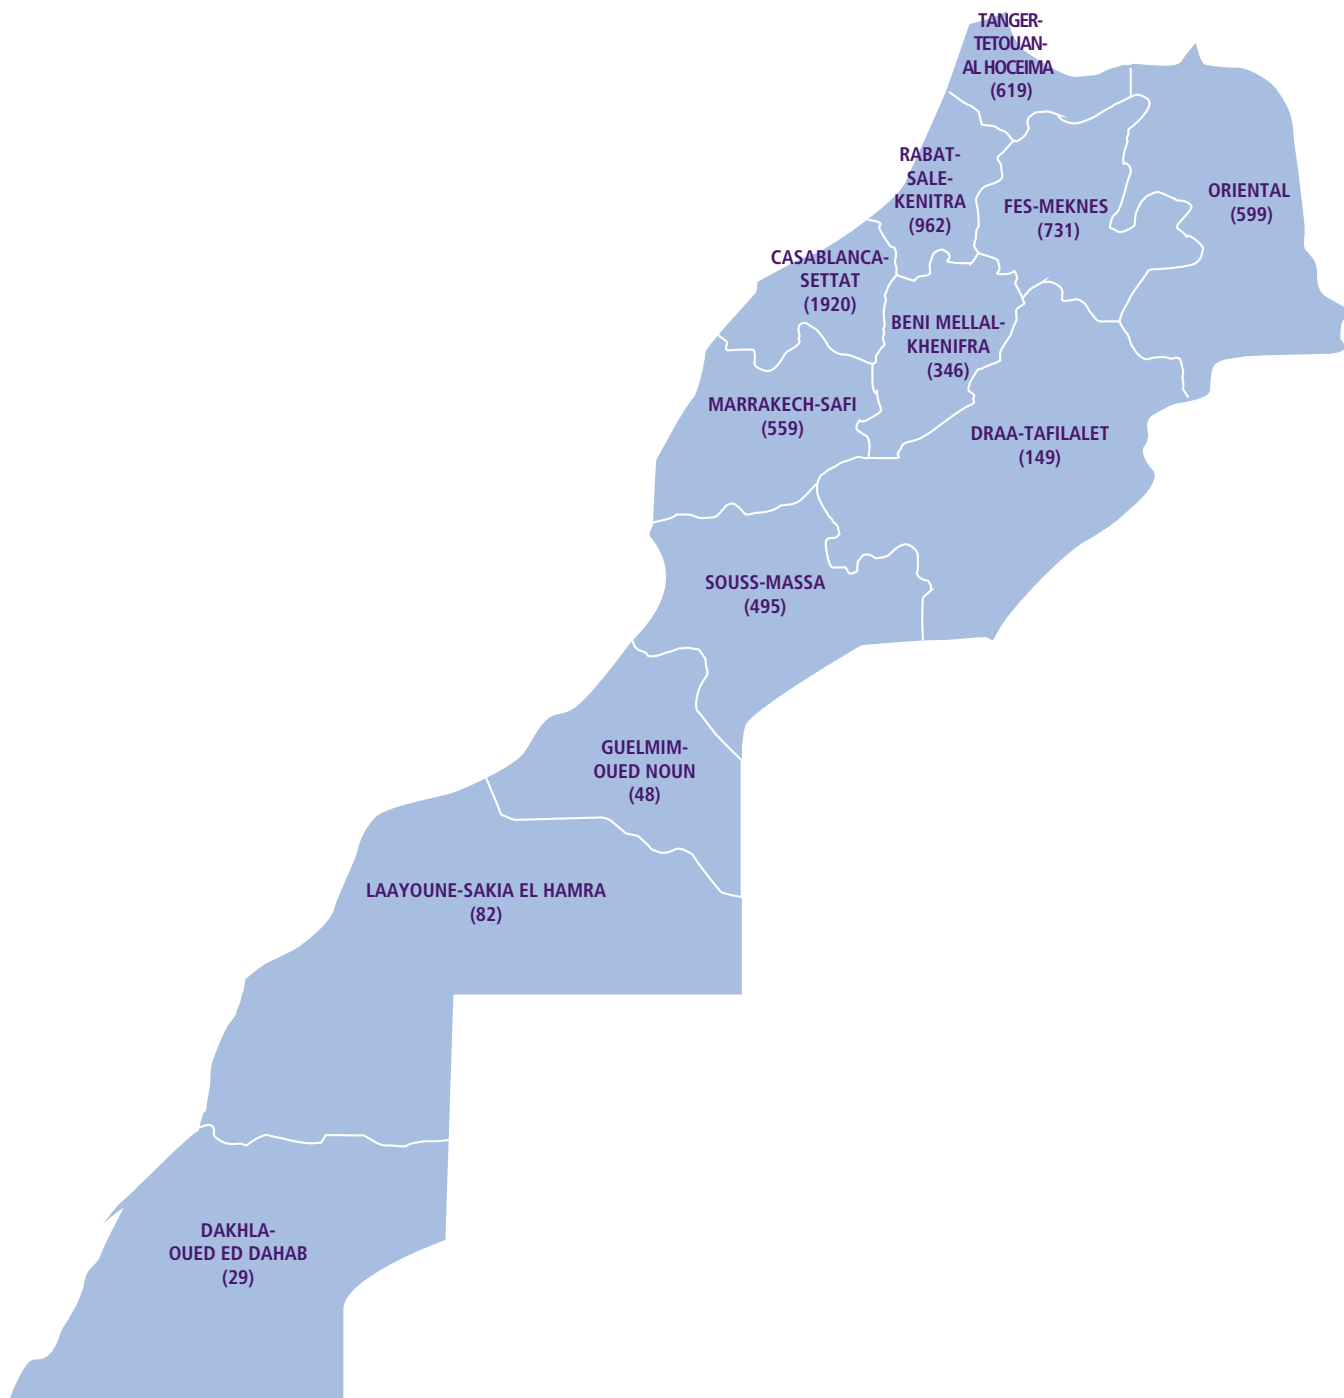 TANGER-
TETOUAN-
AL HOCEIMA
(619)
RABAT-
SALE-
KENITRA
(962)
FES-MEKNES
(731)
ORIENTAL
(599)
CASABLANCA-
SETTAT
(1920)
BENI MELLAL-
KHENIFRA
(346)
MARRAKECH-SAFI
(559)
DRAA-TAFILALET
(149)
SOUSS-MASSA
(495)
GUELMIM-
OUED NOUN
(48)
LAAYOUNE-SAKIA EL HAMRA
(82)
DAKHLA-
OUED ED DAHAB
(29)